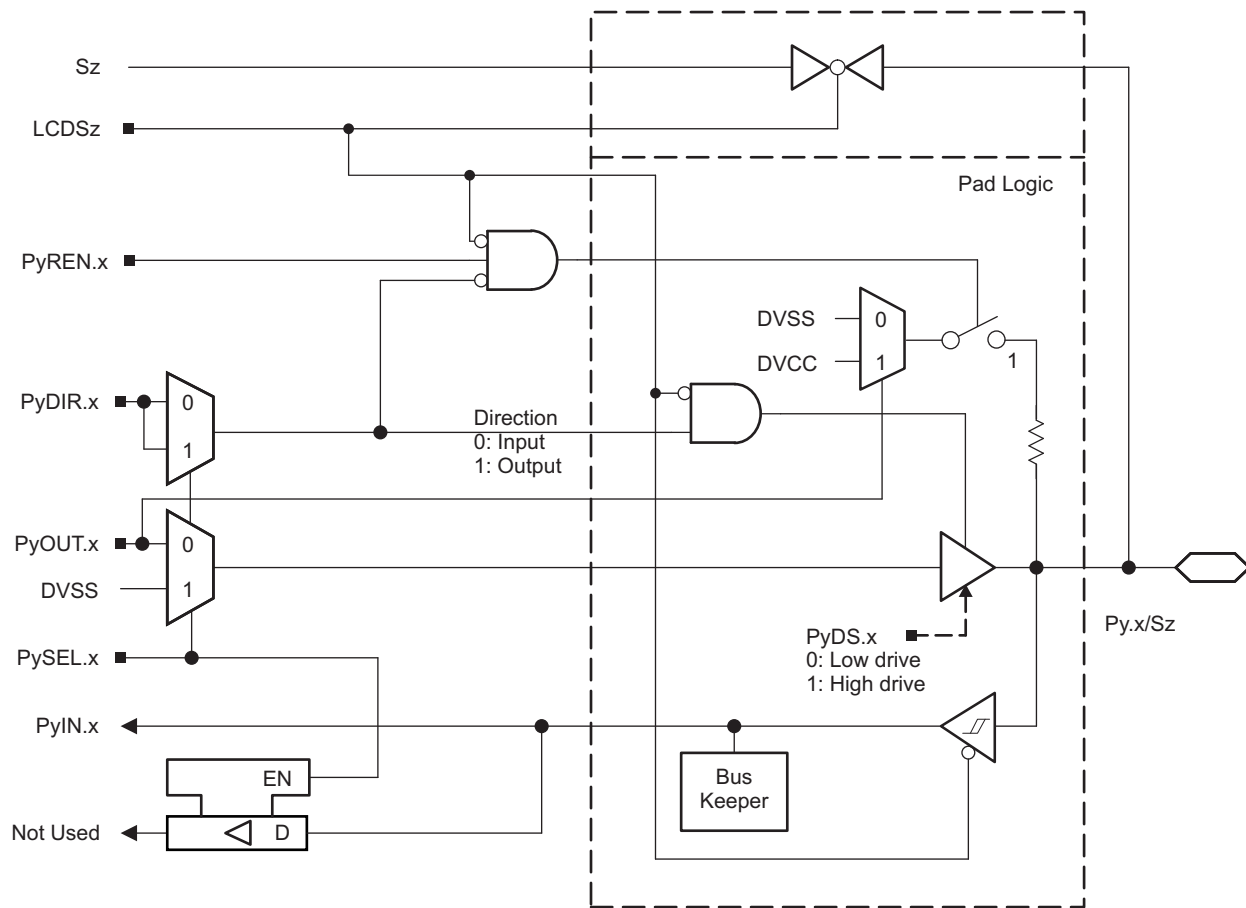 Sz
LCDSz
Pad Logic
PyREN.x
DVSS
0
DVCC
1
1
PyDIR.x
0
1
Direction
0: Input
1: Output
PyOUT.x
0
DVSS
1
PyDS.x
0: Low drive
1: High drive
Py.x/Sz
PySEL.x
PyIN.x
EN
Bus
Keeper
Not Used
D